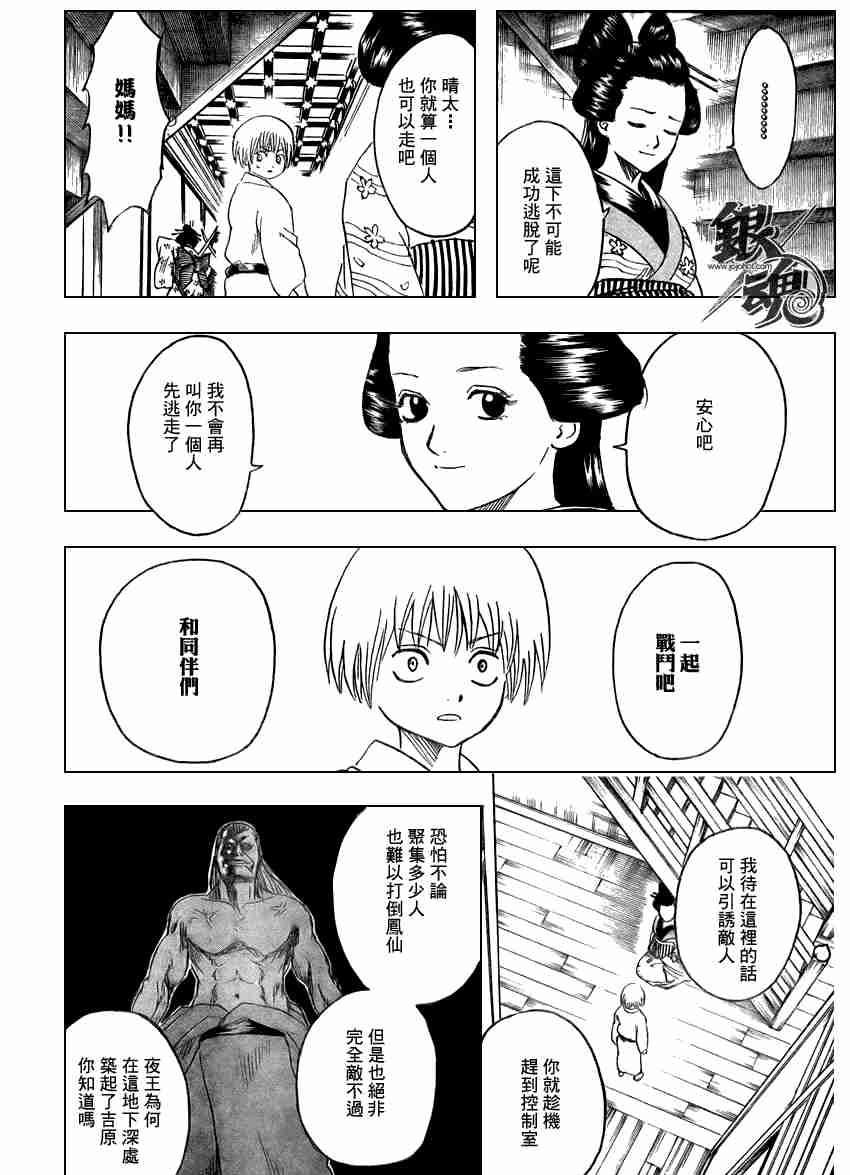 ………
這下不可能
成功逃脫了呢
銀魂
www.jojohot.com
晴太…
你就算一個人
也可以走吧
媽媽!!
安心吧
我不會再
叫你一個人
先逃走了
一起
戰鬥吧
和同伴們
我待在這裡的話
可以引誘敵人
你就趁機
趕到控制室
恐怕不論
聚集多少人
也難以打倒鳳仙
但是也絕非
完全敵不過
夜王為何
在這地下深處
築起了吉原
你知道嗎